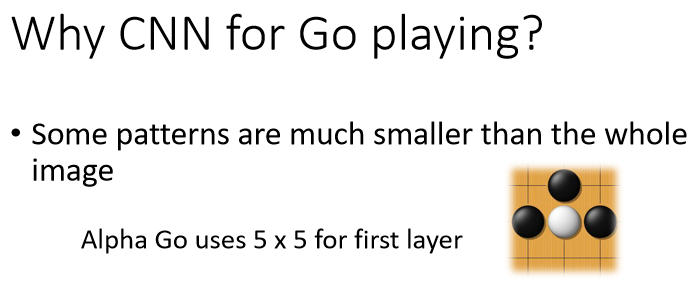 Why CNN for Go playing?
• Some patterns are much smaller than the whole
image
Alpha Go uses 5 x 5 for first layer